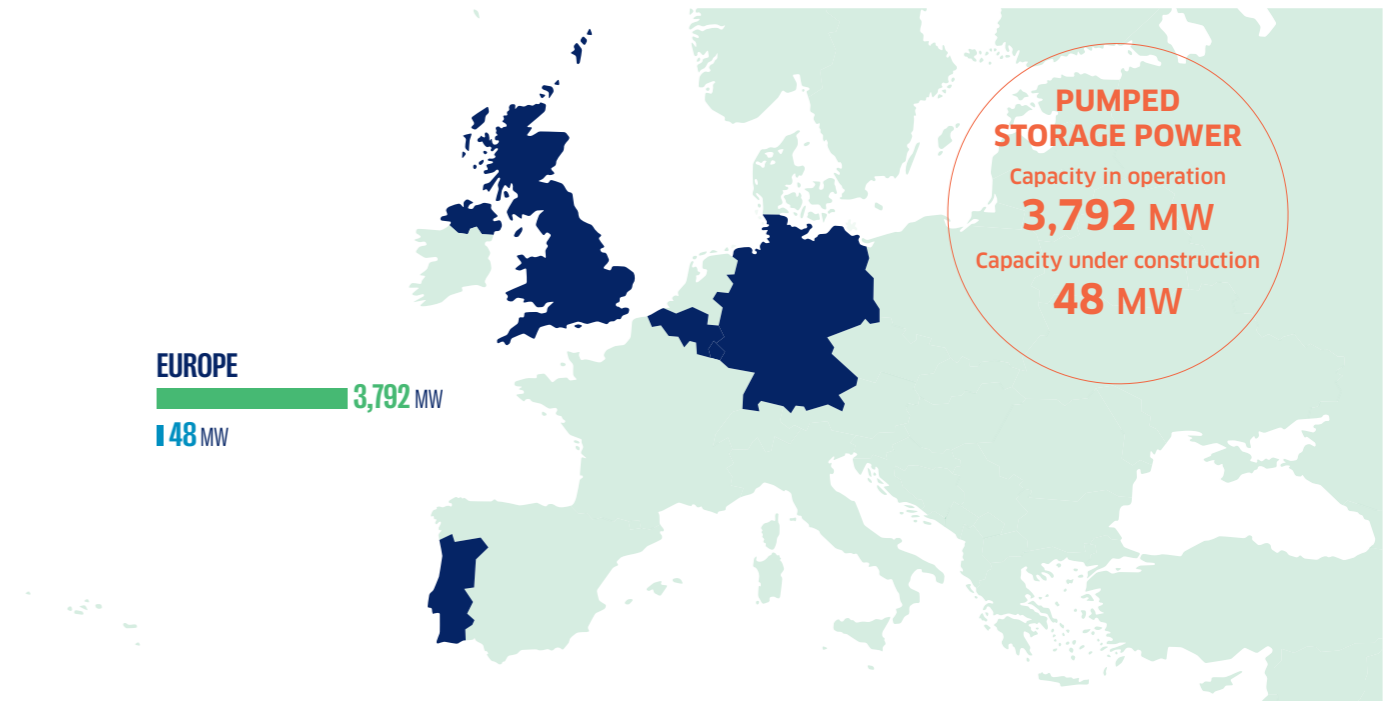 PUMPED
STORAGE POWER
Capacity in operation
3,792 MW
Capacity under construction
48 MW
EUROPE
3,792 MW
48 MW